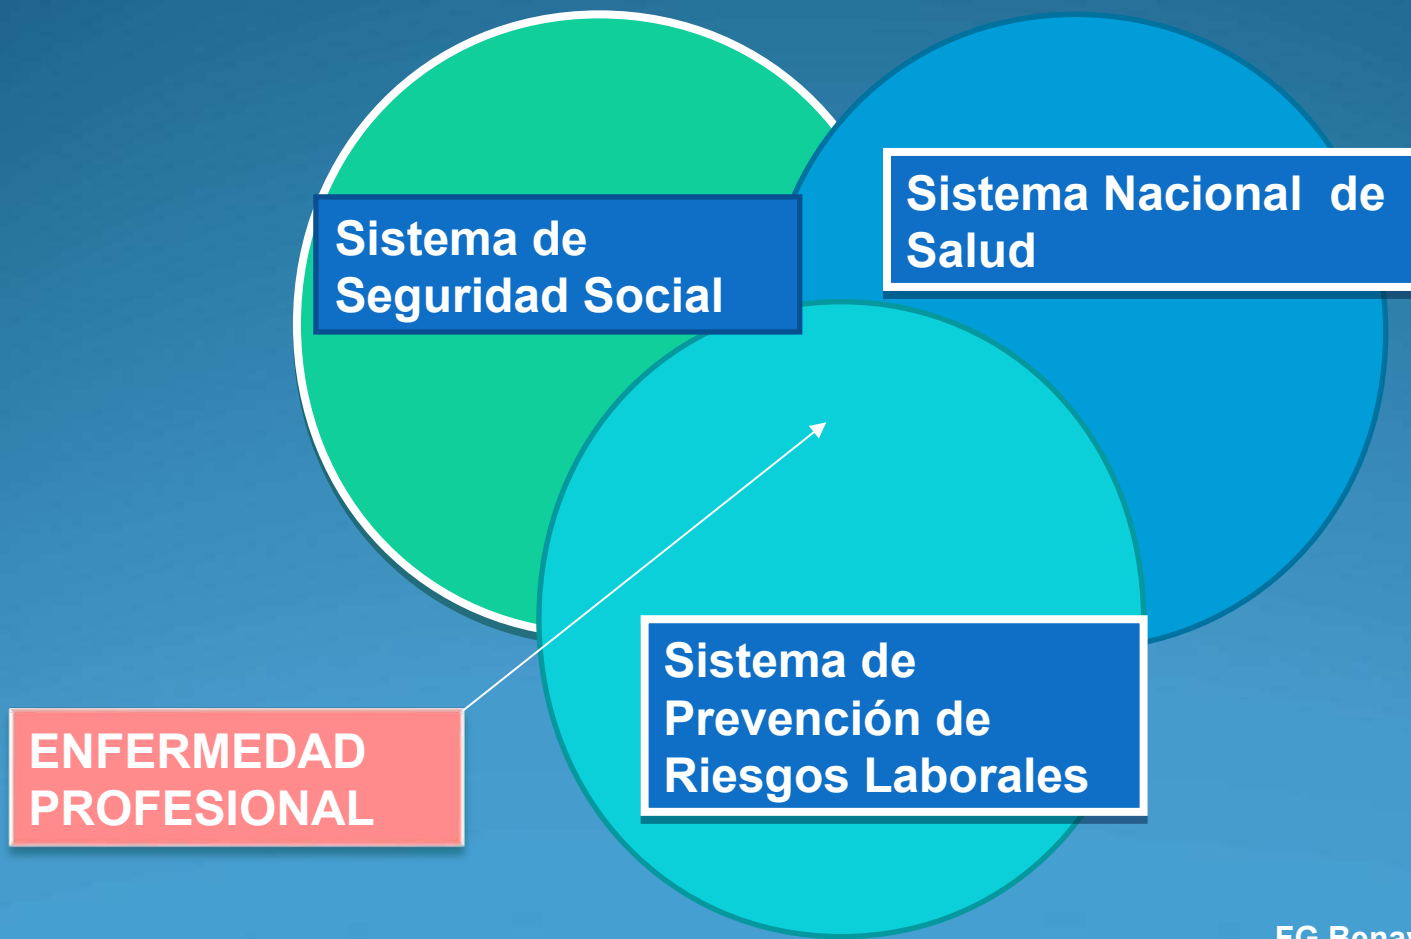 Sistema de
Seguridad Social
Sistema Nacional de
Salud
Sistema de
Prevención de
Riesgos Laborales
ENFERMEDAD
PROFESIONAL